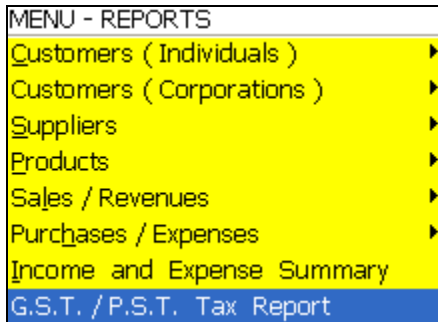 MENU - REPORTS
Customers ( Individuals )
Customers ( Corporations )
Suppliers
Products
Sales / Revenues
Purchases / Expenses
Income and Expense Summary
G.S.T. / P.S.T. Tax Report